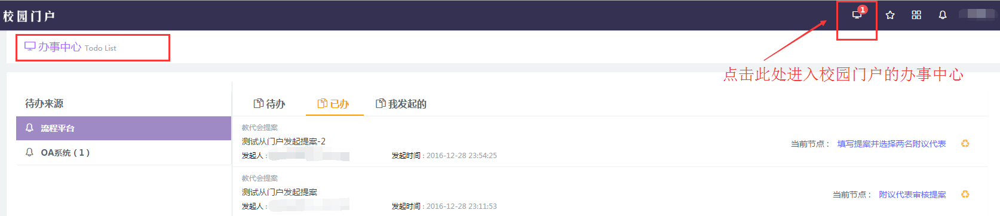 校园门户
1
办事中心 Todo List
点击此处进入校园门户的办事中心
待办来源
待办 已办 我发起的
流程平台
OA系统（1）
教代会提案
测试从门户发起提案-2
发起人： 发起时间：2016-12-28 23:54:25
当前节点： 填写提案并选择两名附议代表
教代会提案
测试从门户发起提案
发起人： 发起时间：2016-12-28 23:11:53
当前节点： 附议代表审核提案